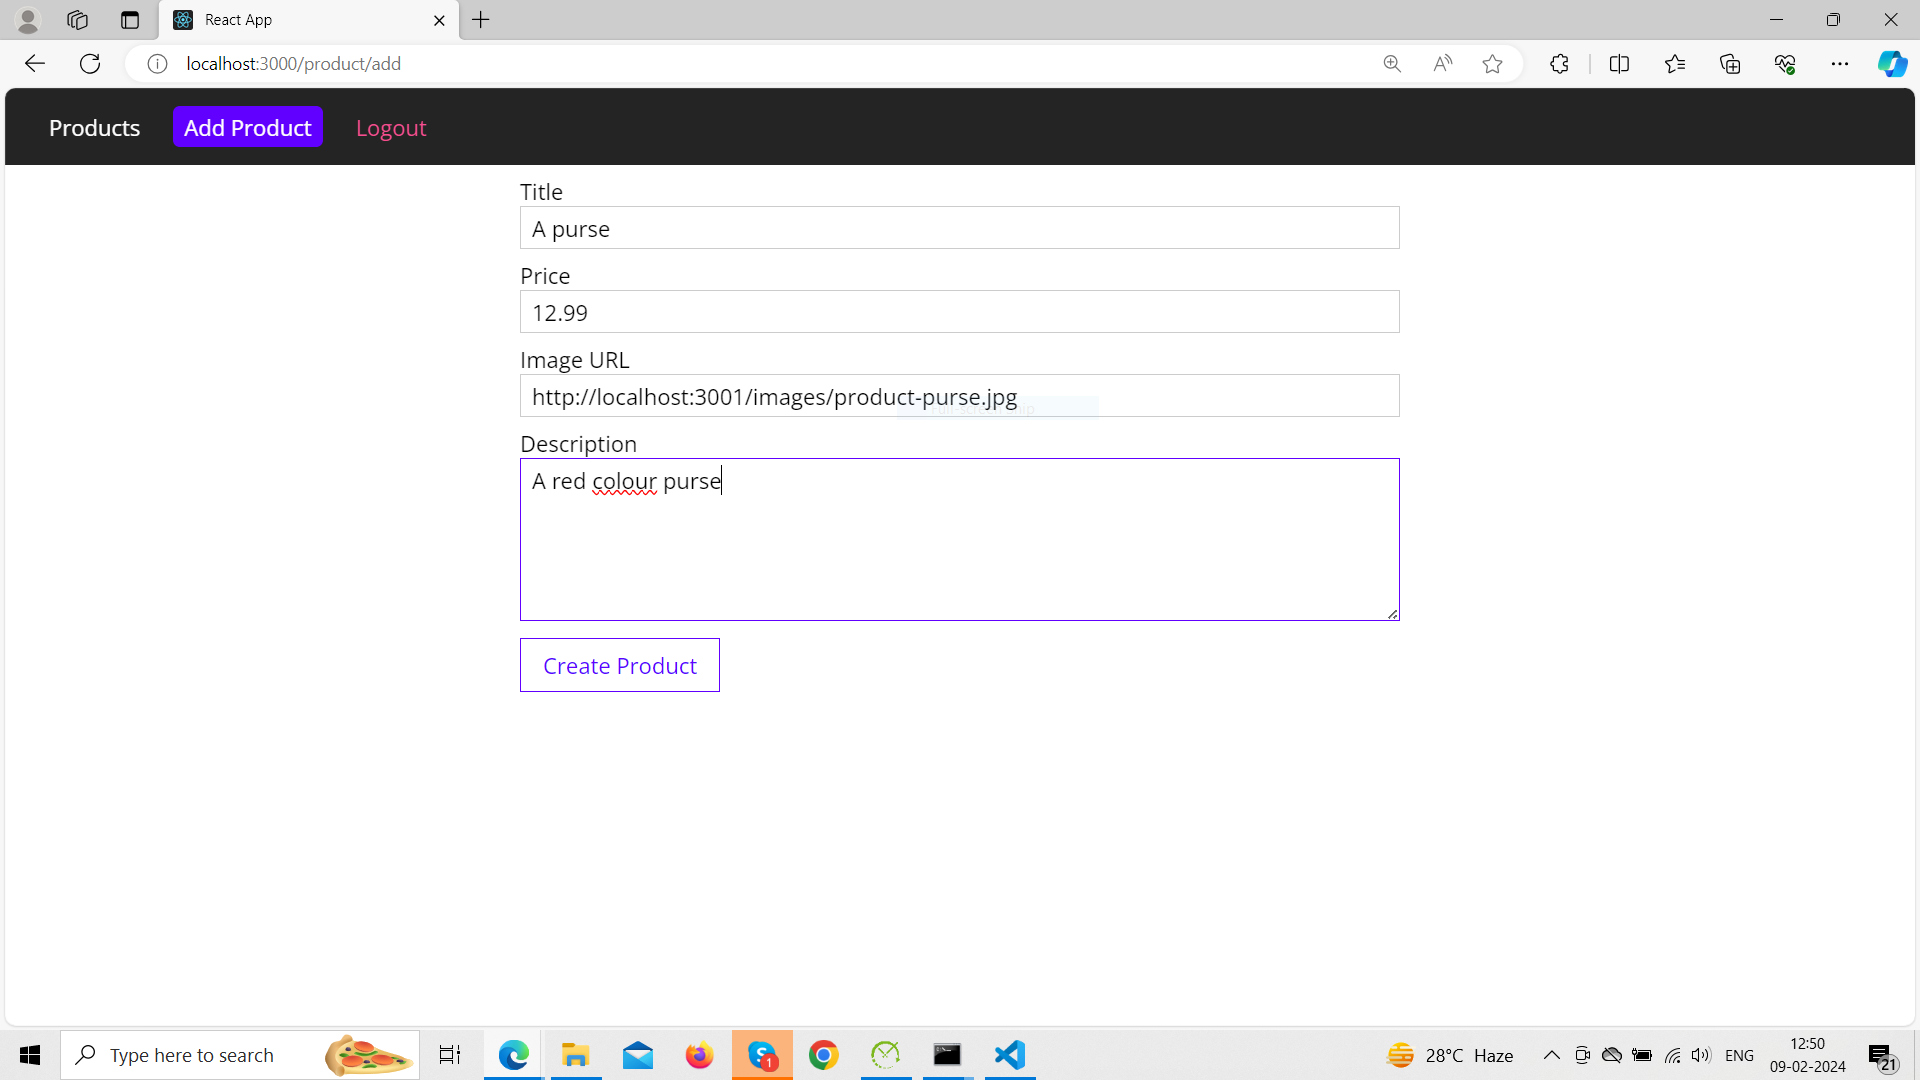 React App
localhost:3000/product/add
Products Add Product Logout
Title
A purse
Price
12.99
Image URL
http://localhost:3001/images/product-purse.jpg
Description
A red colour purse
Create Product
Type here to search
1
28°C Haze
ENG
12:50
09-02-2024
21